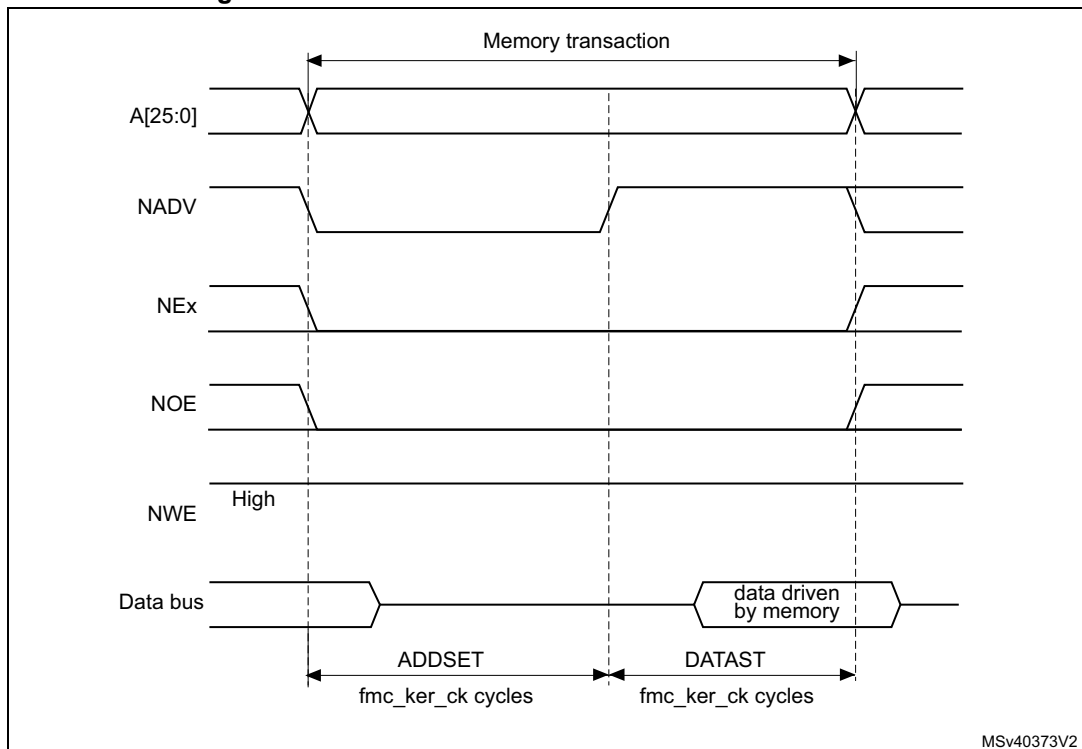 Memory transaction
A[25:0]
NADV
NEx
NOE
High
NWE
Data bus
data driven
by memory
ADDSET
DATAST
fmc_ker_ck cycles
fmc_ker_ck cycles
MSv40373V2